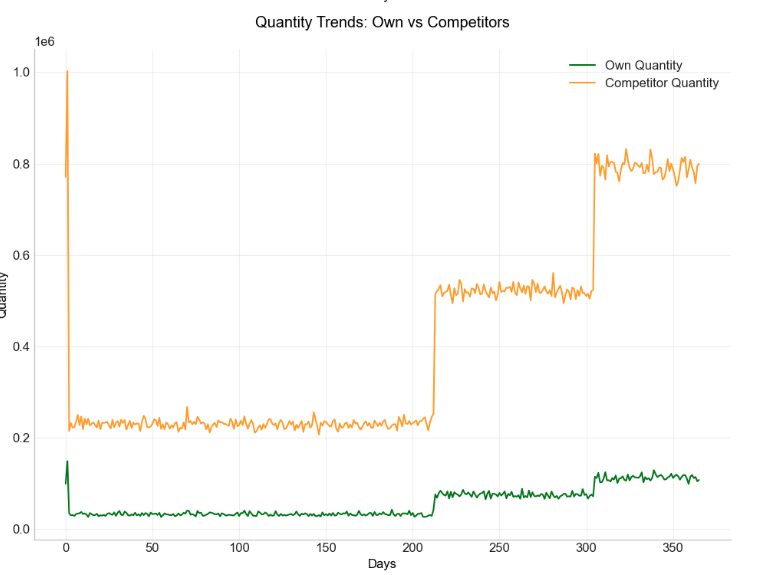 Quantity Trends: Own vs Competitors
1e6
Own Quantity
Competitor Quantity
1.0
0.8
0.6
0.4
0.2
0.0
Quantity
0 50 100 150 200 250 300 350
Days